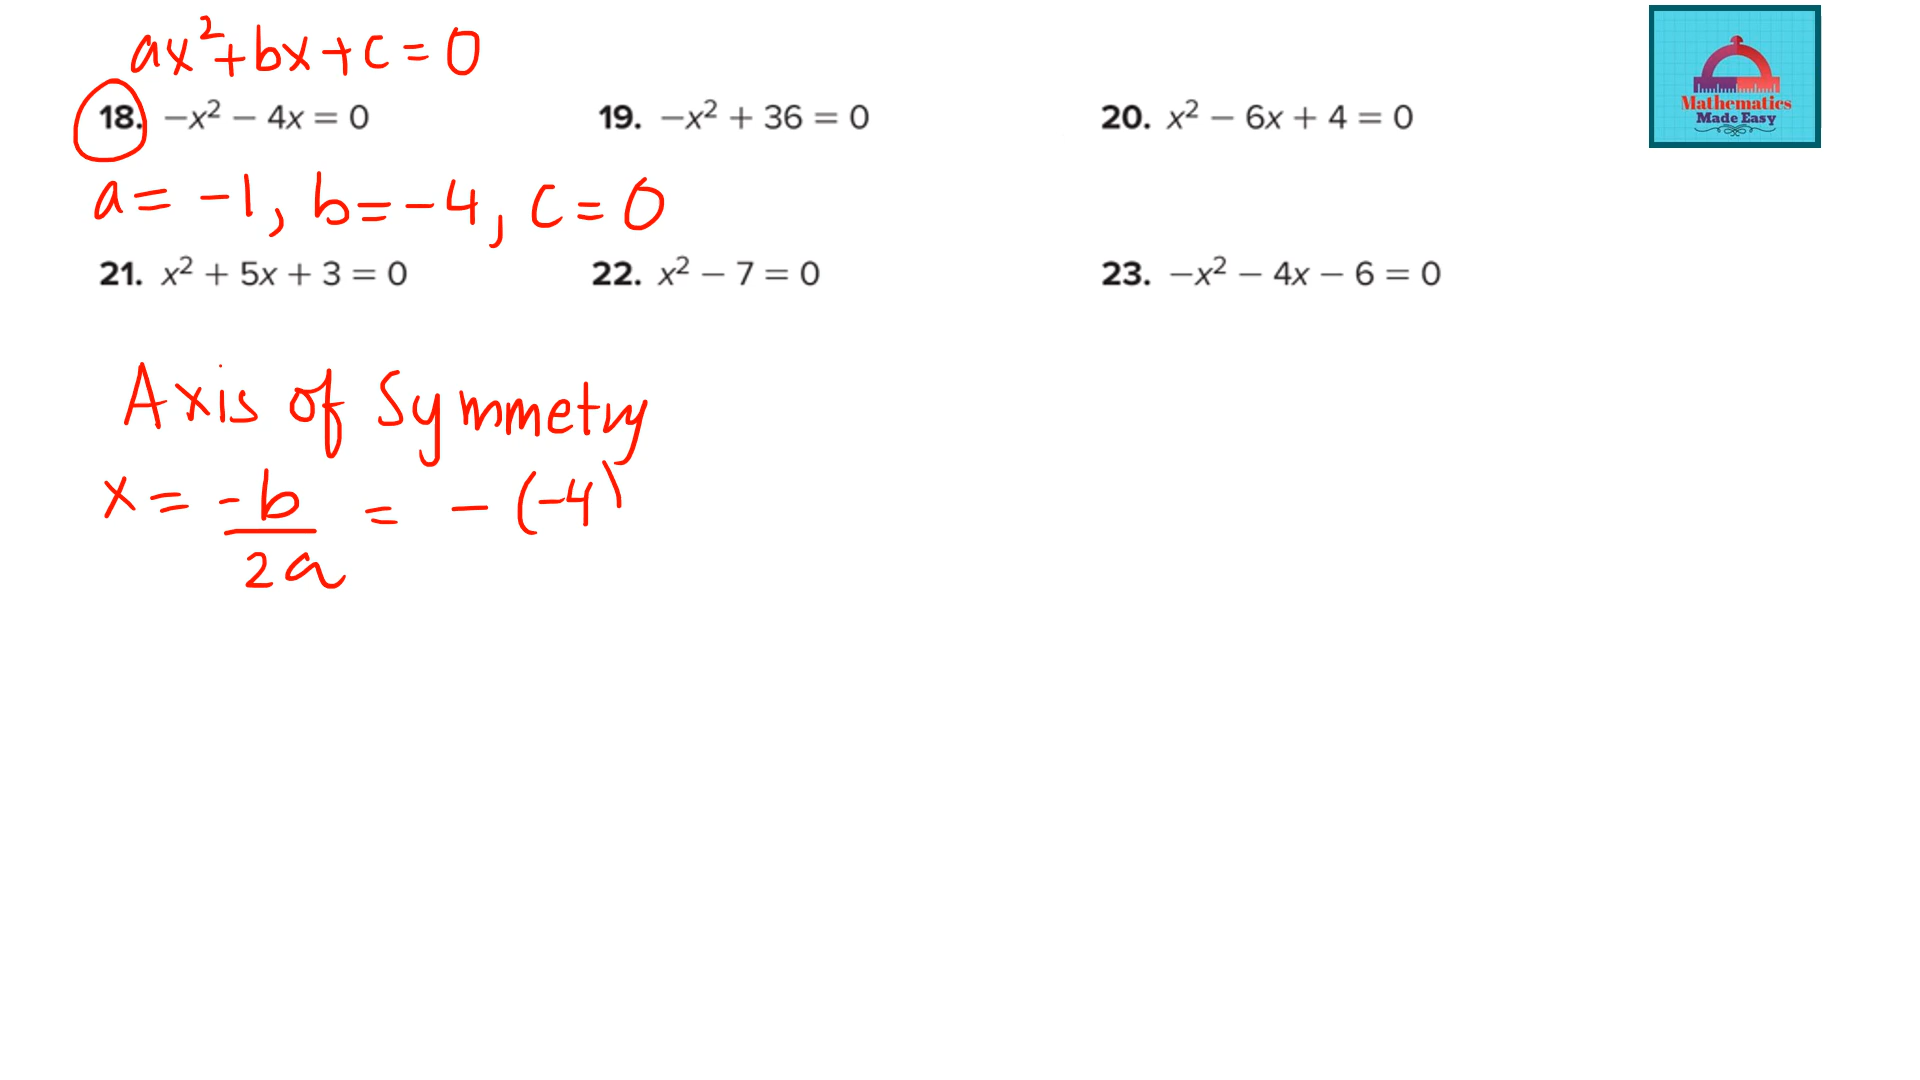 ax²+bx+c=0
18. −x² − 4x = 0
19. −x² + 36 = 0
20. x² − 6x + 4 = 0
Mathematics
Made Easy
a= -1, b=-4, c=0
21. x² + 5x + 3 = 0
22. x² − 7 = 0
23. −x² − 4x − 6 = 0
Axis of Symmetry
x = -b/2a = -(-4)